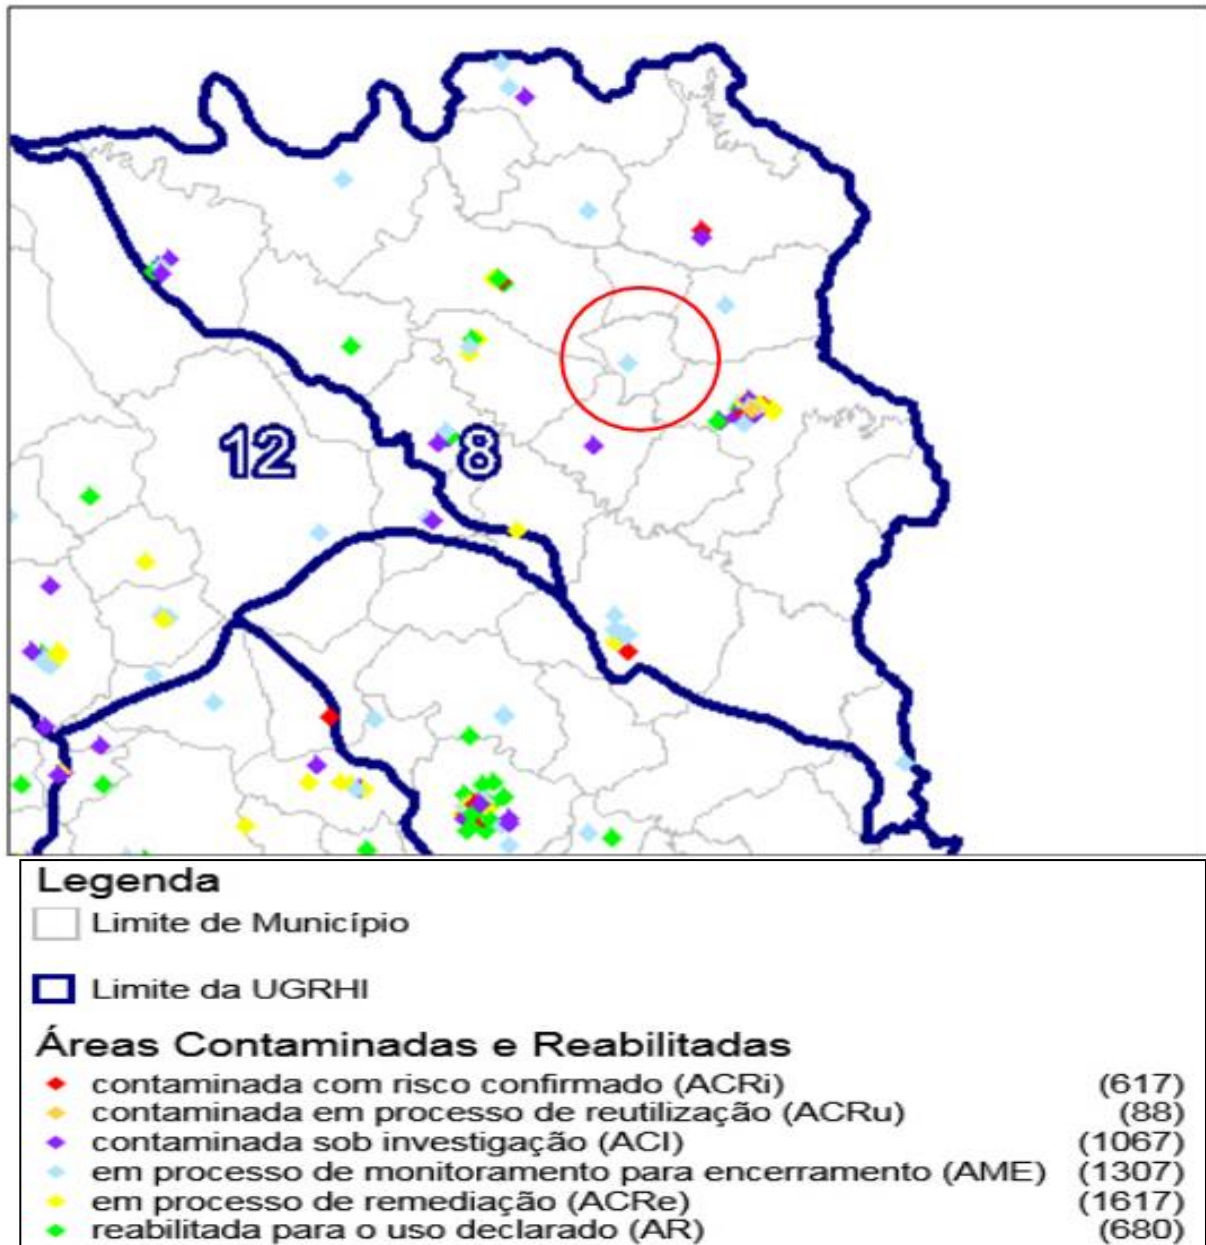 12
8
Legenda
Limite de Município
Limite da UGRHI
Áreas Contaminadas e Reabilitadas
contaminada com risco confirmado (ACRi) (617)
contaminada em processo de reutilização (ACRu) (88)
contaminada sob investigação (ACI) (1067)
em processo de monitoramento para encerramento (AME) (1307)
em processo de remediação (ACRe) (1617)
reabilitada para o uso declarado (AR) (680)